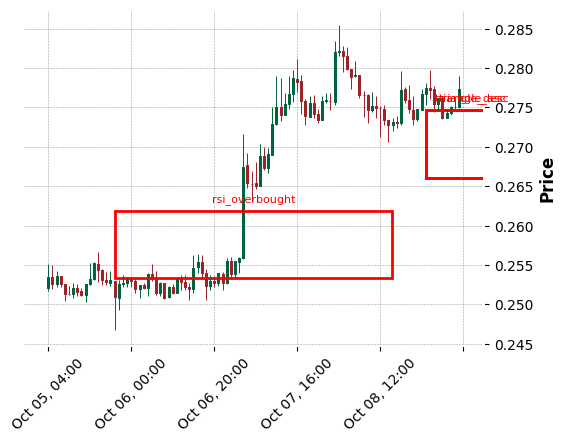 0.285
0.280
0.275
0.270
0.265
0.260
0.255
0.250
0.245
Price
rsi_overbought
Oct 05, 04:00
Oct 06, 00:00
Oct 06, 20:00
Oct 07, 16:00
Oct 08, 12:00